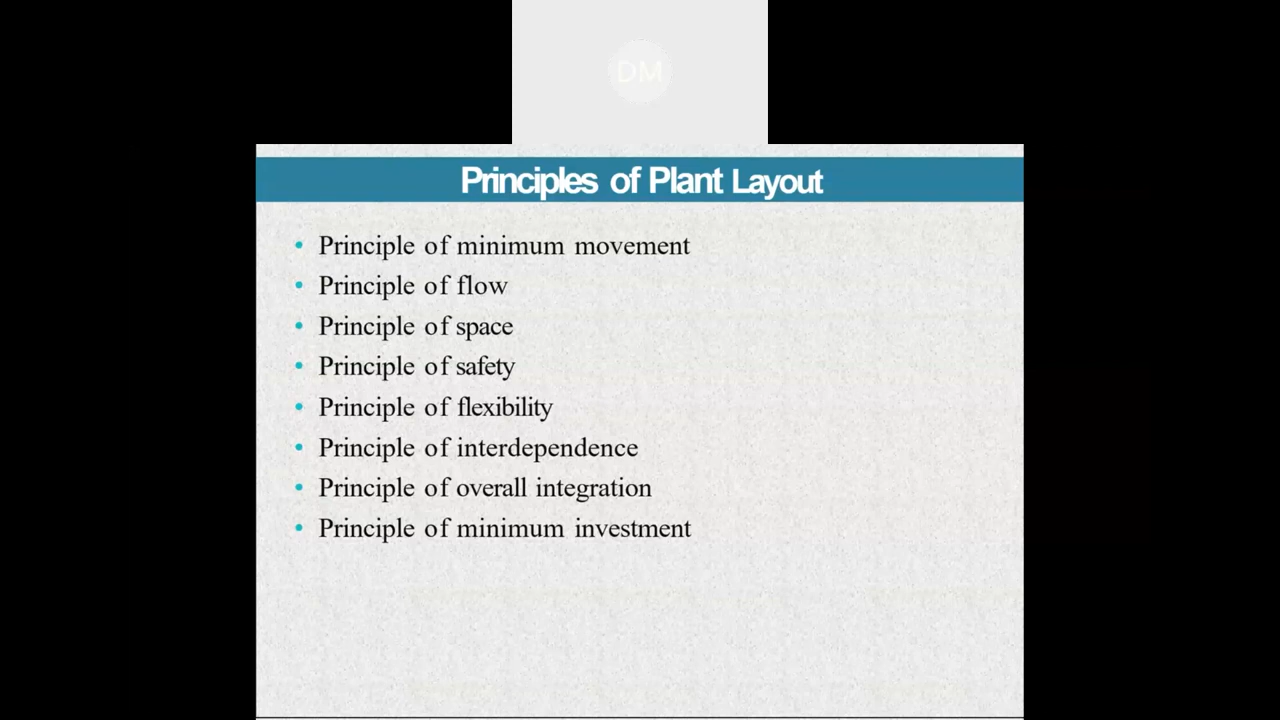 DM
Principles of Plant Layout
• Principle of minimum movement
• Principle of flow
• Principle of space
• Principle of safety
• Principle of flexibility
• Principle of interdependence
• Principle of overall integration
• Principle of minimum investment